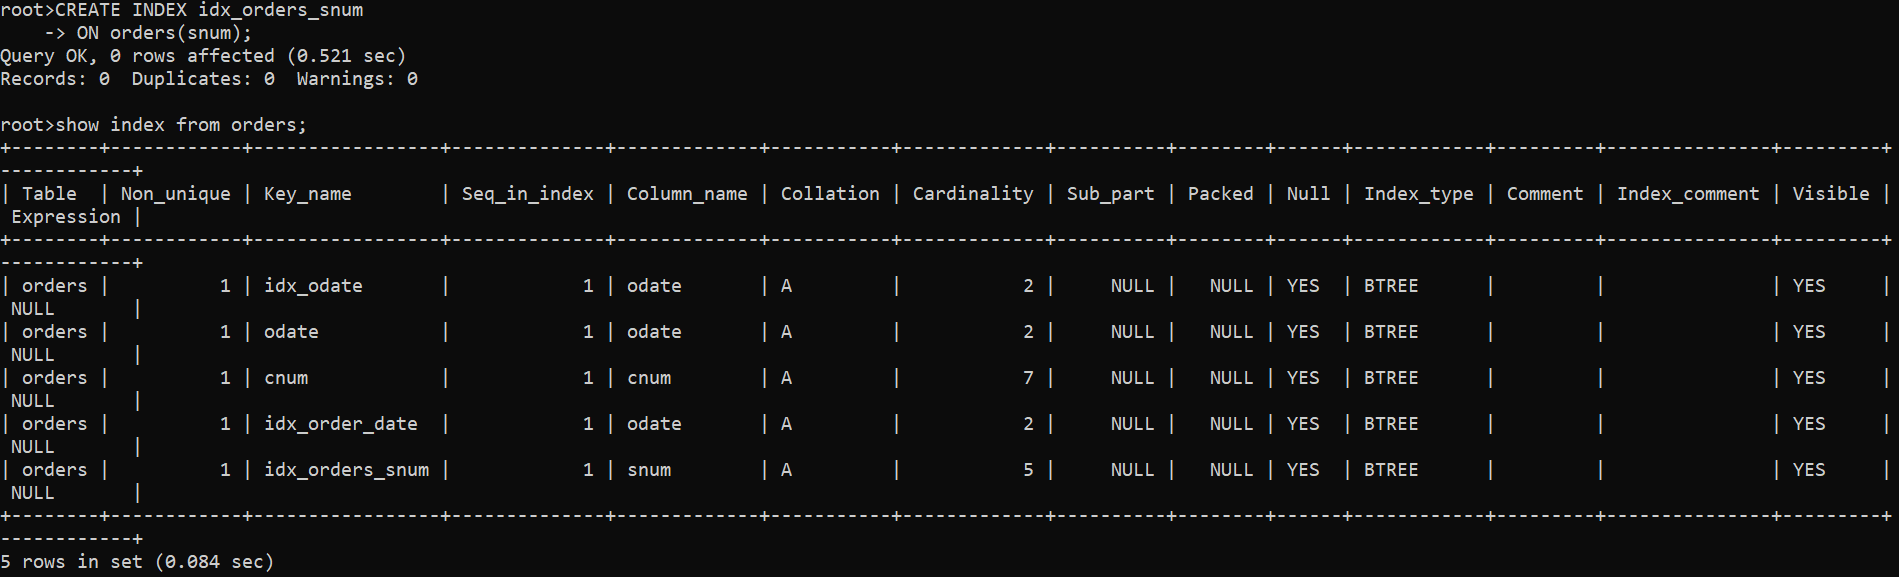 root>CREATE INDEX idx_orders_snum
    -> ON orders(snum);
Query OK, 0 rows affected (0.521 sec)
Records: 0  Duplicates: 0  Warnings: 0

root>show index from orders;
+--------+------------+-----------------+--------------+-------------+-----------+-------------+----------+--------+------+------------+---------+---------------+---------+
------------+
| Table  | Non_unique | Key_name        | Seq_in_index | Column_name | Collation | Cardinality | Sub_part | Packed | Null | Index_type | Comment | Index_comment | Visible |
 Expression |
+--------+------------+-----------------+--------------+-------------+-----------+-------------+----------+--------+------+------------+---------+---------------+---------+
------------+
| orders |          1 | idx_odate       |            1 | odate       | A         |           2 |     NULL |   NULL | YES  | BTREE      |         |               | YES     |
 NULL       |
| orders |          1 | odate           |            1 | odate       | A         |           2 |     NULL |   NULL | YES  | BTREE      |         |               | YES     |
 NULL       |
| orders |          1 | cnum            |            1 | cnum        | A         |           7 |     NULL |   NULL | YES  | BTREE      |         |               | YES     |
 NULL       |
| orders |          1 | idx_order_date  |            1 | odate       | A         |           2 |     NULL |   NULL | YES  | BTREE      |         |               | YES     |
 NULL       |
| orders |          1 | idx_orders_snum |            1 | snum        | A         |           5 |     NULL |   NULL | YES  | BTREE      |         |               | YES     |
 NULL       |
+--------+------------+-----------------+--------------+-------------+-----------+-------------+----------+--------+------+------------+---------+---------------+---------+
------------+
5 rows in set (0.084 sec)